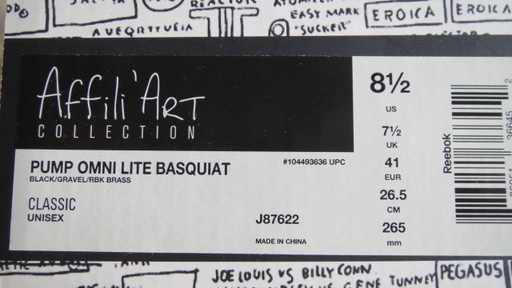 REACTOR
EASY MARK
"SUCKER"
EROICA
EROICA
Affili'ART
COLLECTION
PUMP OMNI LITE BASQUIAT
BLACK/GRAVEL/RBK BRASS
#104493636 UPC
CLASSIC
UNISEX
J87622
MADE IN CHINA
8½
US
7½
UK
41
EUR
26.5
CM
265
mm
Reebok
36645
JOE LOUIS VS BILLY CONN
GENE TUNNEY
PEGASUS